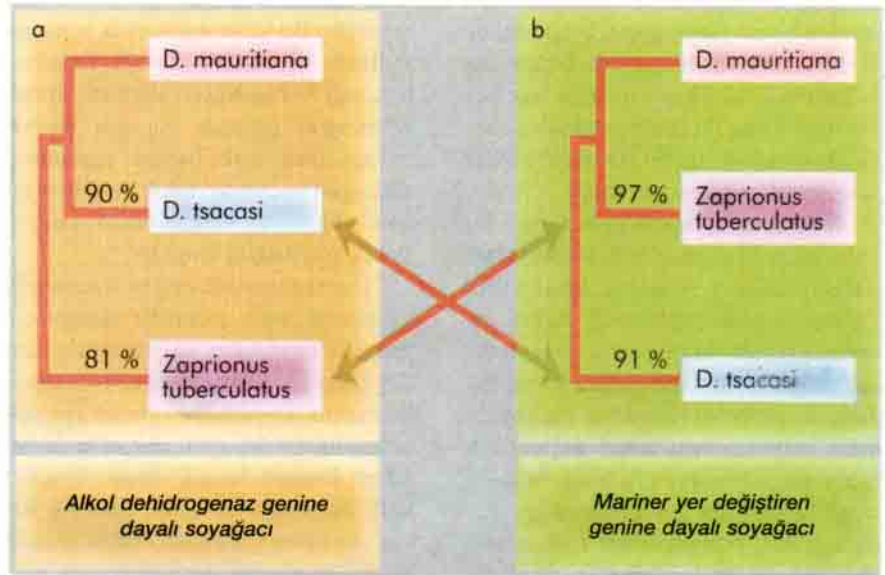 a
D. mauritiana
90 %
D. tsacasi
81 %
Zaprionus
tuberculatus
Alkol dehidrogenaz genine
dayalı soyağacı
b
D. mauritiana
97 %
Zaprionus
tuberculatus
91 %
D. tsacasi
Mariner yer değiştiren
genine dayalı soyağacı